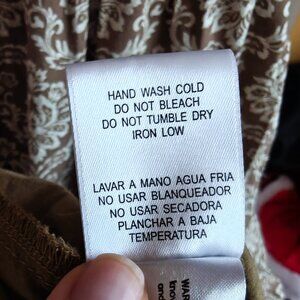 HAND WASH COLD
DO NOT BLEACH
DO NOT TUMBLE DRY
IRON LOW
LAVAR A MANO AGUA FRIA
NO USAR BLANQUEADOR
NO USAR SECADORA
PLANCHAR A BAJA
TEMPERATURA